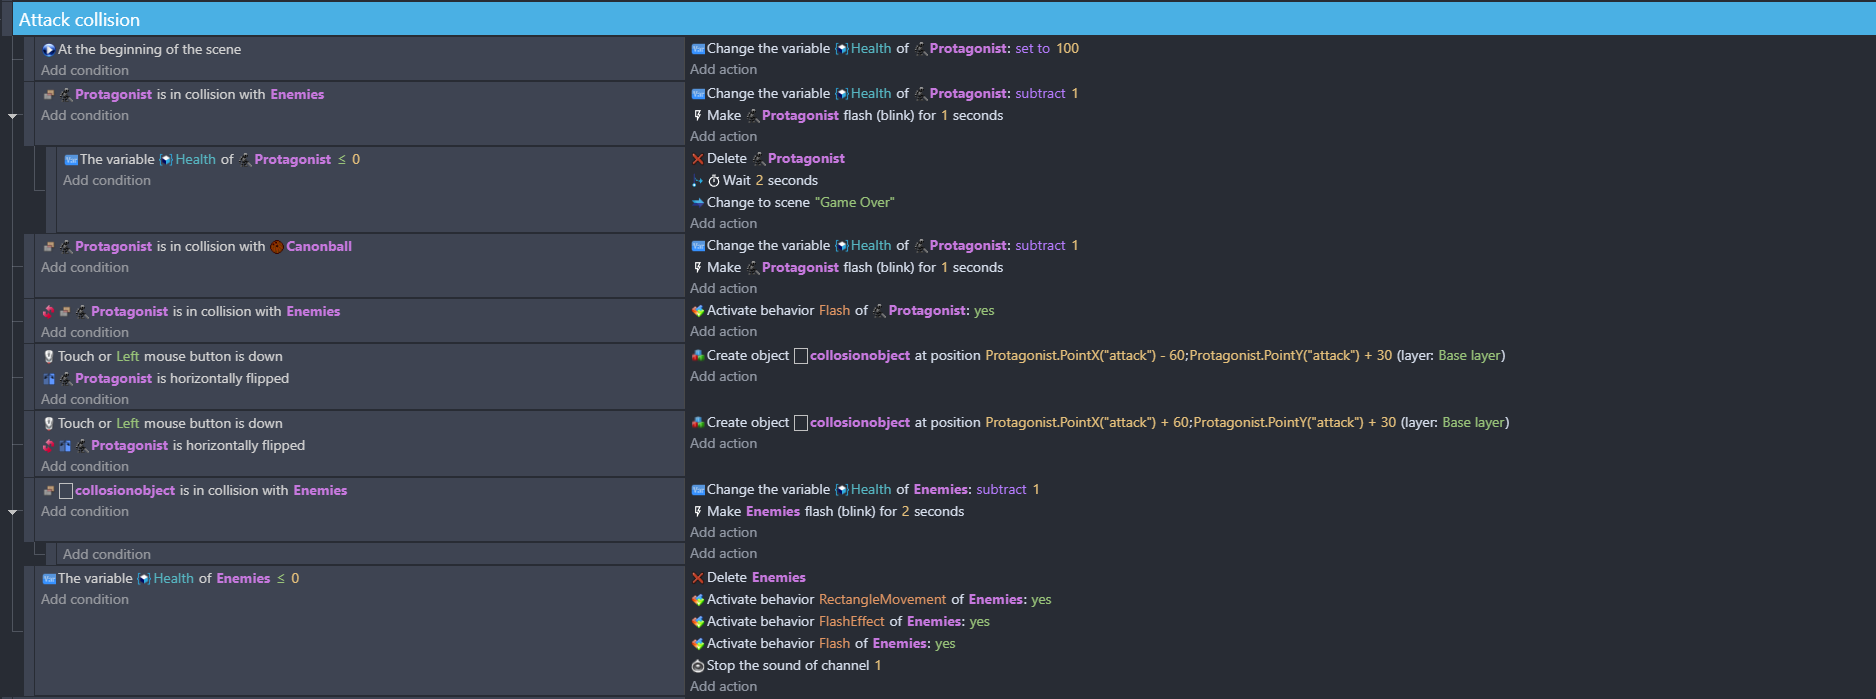 Attack collision
At the beginning of the scene
Add condition
Change the variable Health of Protagonist: set to 100
Add action
Protagonist is in collision with Enemies
Add condition
Change the variable Health of Protagonist: subtract 1
Make Protagonist flash (blink) for 1 seconds
Add action
The variable Health of Protagonist ≤ 0
Add condition
Delete Protagonist
Wait 2 seconds
Change to scene "Game Over"
Add action
Protagonist is in collision with Canonball
Add condition
Change the variable Health of Protagonist: subtract 1
Make Protagonist flash (blink) for 1 seconds
Add action
Protagonist is in collision with Enemies
Add condition
Activate behavior Flash of Protagonist: yes
Add action
Touch or Left mouse button is down
Protagonist is horizontally flipped
Add condition
Create object collosionobject at position Protagonist.PointX("attack") - 60;Protagonist.PointY("attack") + 30 (layer: Base layer)
Add action
Touch or Left mouse button is down
Protagonist is horizontally flipped
Add condition
Create object collosionobject at position Protagonist.PointX("attack") + 60;Protagonist.PointY("attack") + 30 (layer: Base layer)
Add action
collosionobject is in collision with Enemies
Add condition
Change the variable Health of Enemies: subtract 1
Make Enemies flash (blink) for 2 seconds
Add action
Add condition
Add action
The variable Health of Enemies ≤ 0
Add condition
Delete Enemies
Activate behavior RectangleMovement of Enemies: yes
Activate behavior FlashEffect of Enemies: yes
Activate behavior Flash of Enemies: yes
Stop the sound of channel 1
Add action